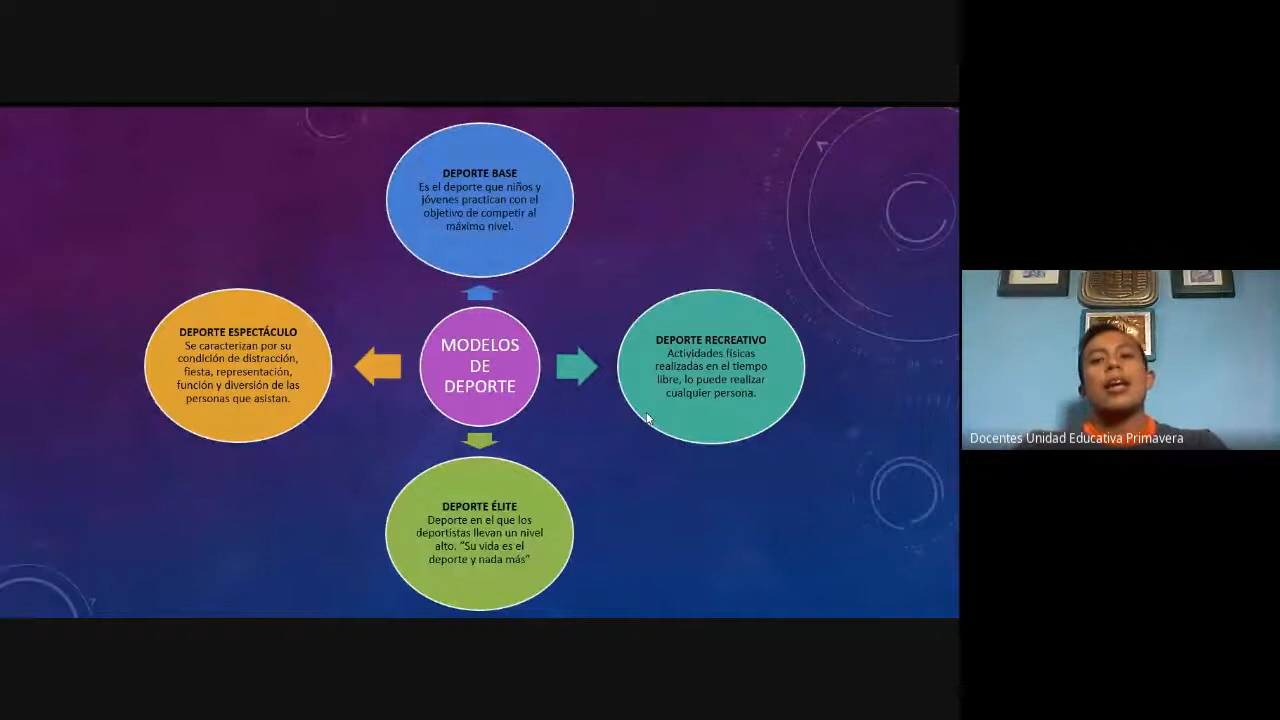 DEPORTE BASE
Es el deporte que niños y
jóvenes practican con el
objetivo de competir al
máximo nivel.
DEPORTE ESPECTÁCULO
Se caracterizan por su
condición de distracción,
fiesta, representación,
función y diversión de las
personas que asistan.
MODELOS
DE
DEPORTE
DEPORTE RECREATIVO
Actividades físicas
realizadas en el tiempo
libre, lo puede realizar
cualquier persona.
DEPORTE ÉLITE
Deporte en el que los
deportistas llevan un nivel
alto. “Su vida es el
deporte y nada más”
Docentes Unidad Educativa Primavera